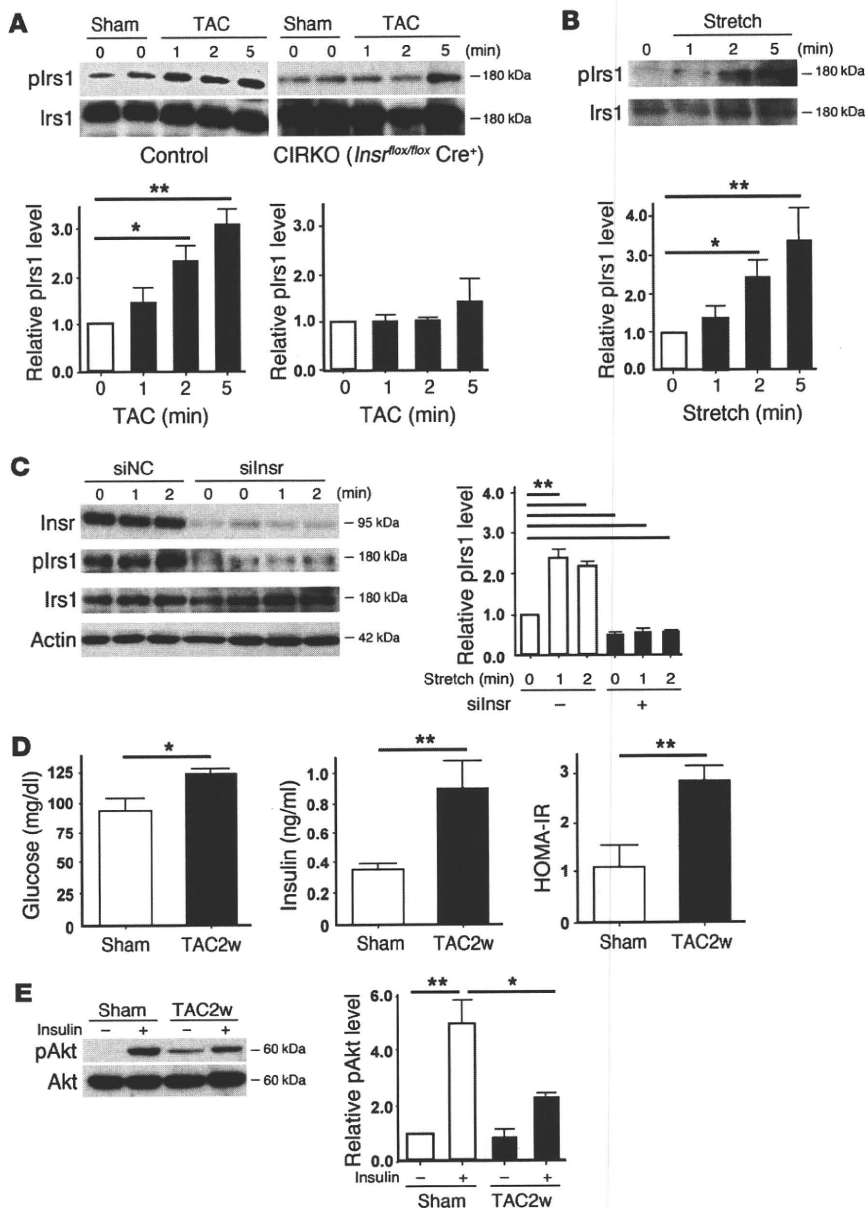 A
Sham TAC
0 0 1 2 5 (min)
pIrs1 – 180 kDa
Irs1 – 180 kDa
Control
Sham TAC
0 0 1 2 5 (min)
– 180 kDa
– 180 kDa
CIRKO (Insrflox/flox Cre+)
Relative pIrs1 level
3.0
2.0
1.0
0.0
*
**
0 1 2 5
TAC (min)
Relative pIrs1 level
3.0
2.0
1.0
0.0
0 1 2 5
TAC (min)
B
Stretch
0 1 2 5 (min)
pIrs1 – 180 kDa
Irs1 – 180 kDa
Relative pIrs1 level
4.0
3.0
2.0
1.0
0.0
*
**
0 1 2 5
Stretch (min)
C
siNC siInsr
0 1 2 0 0 1 2 (min)
Insr – 95 kDa
pIrs1 – 180 kDa
Irs1 – 180 kDa
Actin – 42 kDa
Relative pIrs1 level
4.0
3.0
2.0
1.0
0.0
**
Stretch (min) 0 1 2 0 1 2
siInsr – +
D
Glucose (mg/dl)
125
100
75
50
25
0
*
Sham TAC2w
Insulin (ng/ml)
1.0
0.8
0.6
0.4
0.2
0
**
Sham TAC2w
HOMA-IR
3
2
1
0
**
Sham TAC2w
E
Sham TAC2w
Insulin – + – +
pAkt – 60 kDa
Akt – 60 kDa
Relative pAkt level
6.0
4.0
2.0
0.0
** *
Insulin – + – +
Sham TAC2w